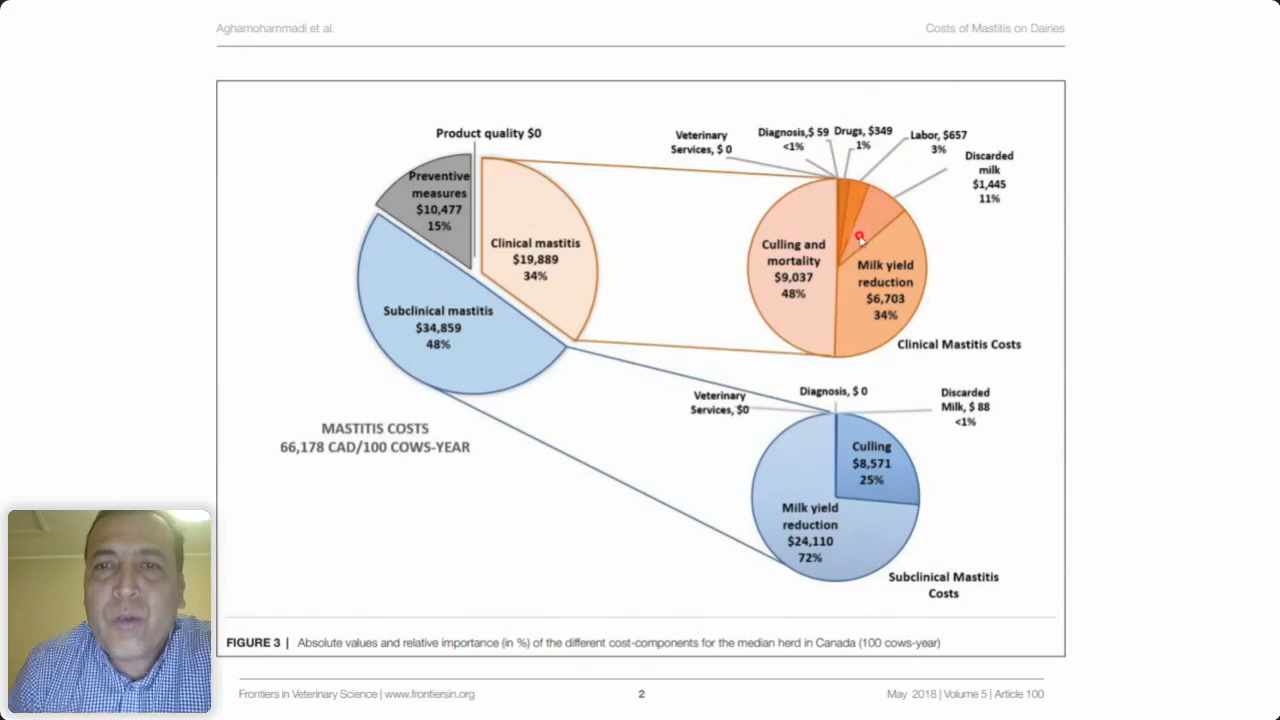 Aghamohammadi et al.
Costs of Mastitis on Dairies
Product quality $0
Preventive
measures
$10,477
15%
Clinical mastitis
$19,889
34%
Subclinical mastitis
$34,859
48%
MASTITIS COSTS
66,178 CAD/100 COWS-YEAR
Veterinary
Services, $ 0
Diagnosis,$ 59
<1%
Drugs, $349
1%
Labor, $657
3%
Discarded
milk
$1,445
11%
Culling and
mortality
$9,037
48%
Milk yield
reduction
$6,703
34%
Clinical Mastitis Costs
Veterinary
Services, $0
Diagnosis, $ 0
Discarded
Milk, $ 88
<1%
Culling
$8,571
25%
Milk yield
reduction
$24,110
72%
Subclinical Mastitis
Costs
FIGURE 3 | Absolute values and relative importance (in %) of the different cost-components for the median herd in Canada (100 cows-year)
Frontiers in Veterinary Science | www.frontiersin.org
2
May 2018 | Volume 5 | Article 100